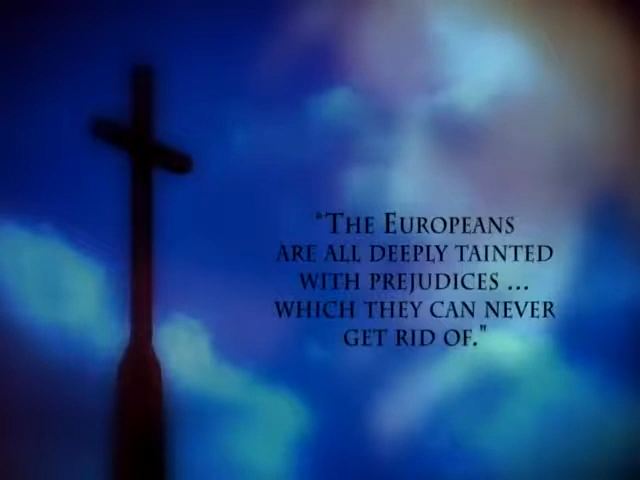 "The Europeans
are all deeply tainted
with prejudices ...
which they can never
get rid of."